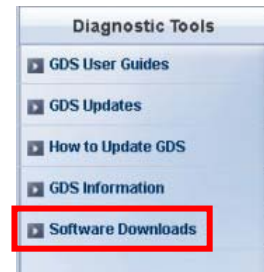 Diagnostic Tools
GDS User Guides
GDS Updates
How to Update GDS
GDS Information
Software Downloads